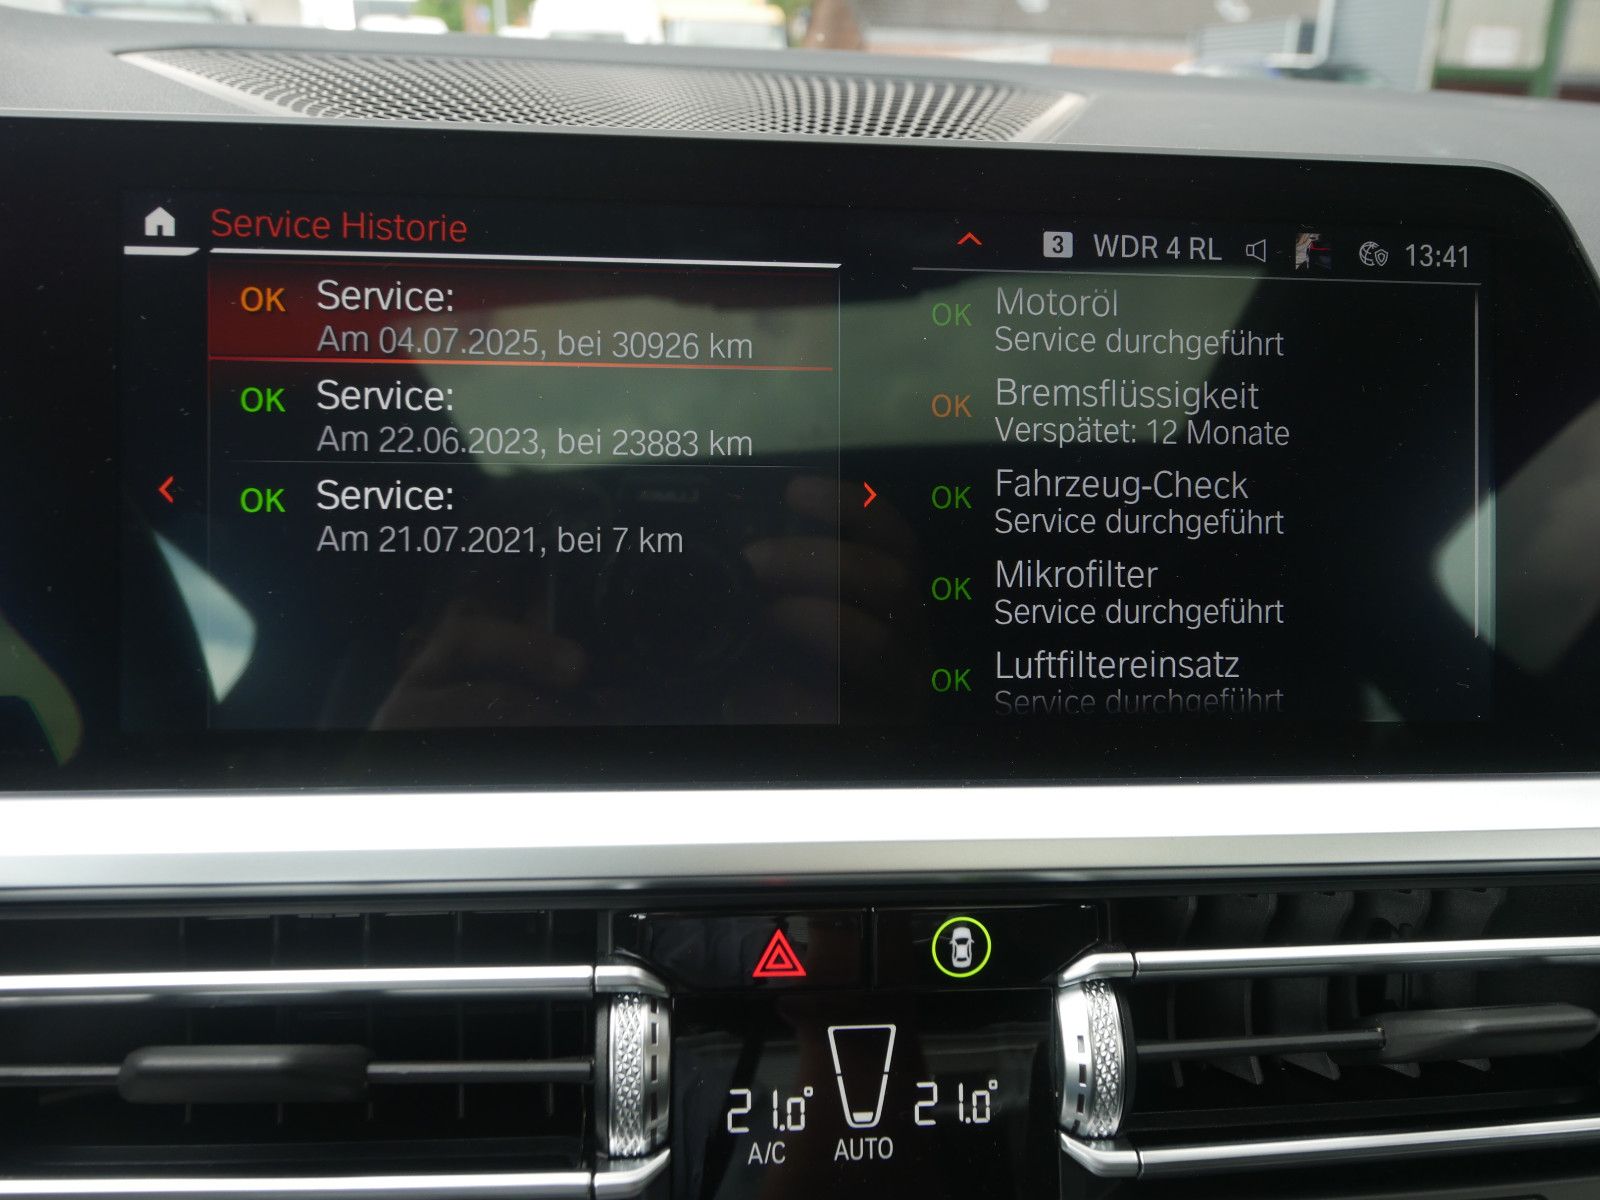 Service Historie
3 WDR 4 RL 13:41
OK Service:
Am 04.07.2025, bei 30926 km
OK Service:
Am 22.06.2023, bei 23883 km
OK Service:
Am 21.07.2021, bei 7 km
OK Motoröl
Service durchgeführt
OK Bremsflüssigkeit
Verspätet: 12 Monate
OK Fahrzeug-Check
Service durchgeführt
OK Mikrofilter
Service durchgeführt
OK Luftfiltereinsatz
Service durchgeführt
21.0° 21.0°
A/C AUTO